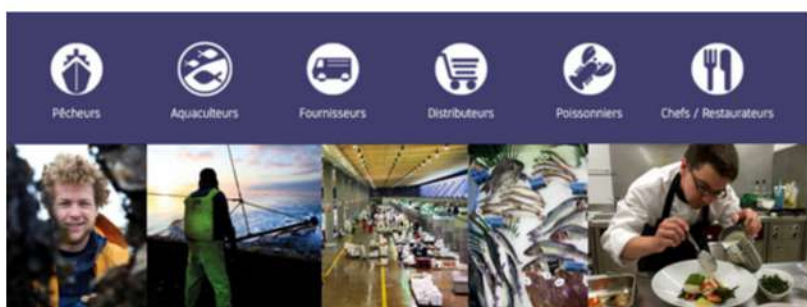 Pêcheurs
Aquaculteurs
Fournisseurs
Distributeurs
Poissonniers
Chefs / Restaurateurs